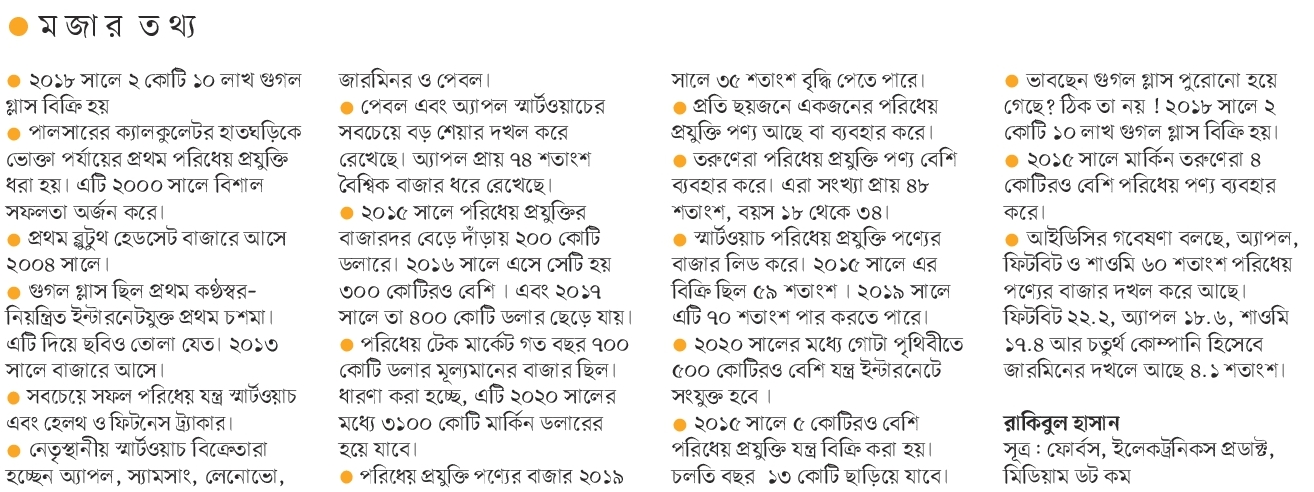 ● মজার তথ্য
● ২০১৮ সালে ২ কোটি ১০ লাখ গুগল
গ্লাস বিক্রি হয়
● পালসারের ক্যালকুলেটর হাতঘড়িকে
ভোক্তা পর্যায়ের প্রথম পরিধেয় প্রযুক্তি
ধরা হয়। এটি ২০০০ সালে বিশাল
সফলতা অর্জন করে।
● প্রথম ব্লুটুথ হেডসেট বাজারে আসে
২০০৪ সালে।
● গুগল গ্লাস ছিল প্রথম কণ্ঠস্বর-
নিয়ন্ত্রিত ইন্টারনেটযুক্ত প্রথম চশমা।
এটি দিয়ে ছবিও তোলা যেত। ২০১৩
সালে বাজারে আসে।
● সবচেয়ে সফল পরিধেয় যন্ত্র স্মার্টওয়াচ
এবং হেলথ ও ফিটনেস ট্র্যাকার।
● নেতৃস্থানীয় স্মার্টওয়াচ বিক্রেতারা
হচ্ছেন অ্যাপল, স্যামসাং, লেনোভো,
জারমিনর ও পেবল।
● পেবল এবং অ্যাপল স্মার্টওয়াচের
সবচেয়ে বড় শেয়ার দখল করে
রেখেছে। অ্যাপল প্রায় ৭৪ শতাংশ
বৈশ্বিক বাজার ধরে রেখেছে।
● ২০১৫ সালে পরিধেয় প্রযুক্তির
বাজারদর বেড়ে দাঁড়ায় ২০০ কোটি
ডলারে। ২০১৬ সালে এসে সেটি হয়
৩০০ কোটিরও বেশি । এবং ২০১৭
সালে তা ৪০০ কোটি ডলার ছেড়ে যায়।
● পরিধেয় টেক মার্কেট গত বছর ৭০০
কোটি ডলার মূল্যমানের বাজার ছিল।
ধারণা করা হচ্ছে, এটি ২০২০ সালের
মধ্যে ৩১০০ কোটি মার্কিন ডলারের
হয়ে যাবে।
● পরিধেয় প্রযুক্তি পণ্যের বাজার ২০১৯
সালে ৩৫ শতাংশ বৃদ্ধি পেতে পারে।
● প্রতি ছয়জনে একজনের পরিধেয়
প্রযুক্তি পণ্য আছে বা ব্যবহার করে।
● তরুণেরা পরিধেয় প্রযুক্তি পণ্য বেশি
ব্যবহার করে। এরা সংখ্যা প্রায় ৪৮
শতাংশ, বয়স ১৮ থেকে ৩৪।
● স্মার্টওয়াচ পরিধেয় প্রযুক্তি পণ্যের
বাজার লিড করে। ২০১৫ সালে এর
বিক্রি ছিল ৫৯ শতাংশ । ২০১৯ সালে
এটি ৭০ শতাংশ পার করতে পারে।
● ২০২০ সালের মধ্যে গোটা পৃথিবীতে
৫০০ কোটিরও বেশি যন্ত্র ইন্টারনেটে
সংযুক্ত হবে ।
● ২০১৫ সালে ৫ কোটিরও বেশি
পরিধেয় প্রযুক্তি যন্ত্র বিক্রি করা হয়।
চলতি বছর ১৩ কোটি ছাড়িয়ে যাবে।
● ভাবছেন গুগল গ্লাস পুরোনো হয়ে
গেছে? ঠিক তা নয় ! ২০১৮ সালে ২
কোটি ১০ লাখ গুগল গ্লাস বিক্রি হয়।
● ২০১৫ সালে মার্কিন তরুণেরা ৪
কোটিরও বেশি পরিধেয় পণ্য ব্যবহার
করে।
● আইডিসির গবেষণা বলছে, অ্যাপল,
ফিটবিট ও শাওমি ৬০ শতাংশ পরিধেয়
পণ্যের বাজার দখল করে আছে।
ফিটবিট ২২.২, অ্যাপল ১৮.৬, শাওমি
১৭.৪ আর চতুর্থ কোম্পানি হিসেবে
জারমিনের দখলে আছে ৪.১ শতাংশ।
রাকিবুল হাসান
সূত্র : ফোর্বস, ইলেকট্রনিকস প্রডাক্ট,
মিডিয়াম ডট কম